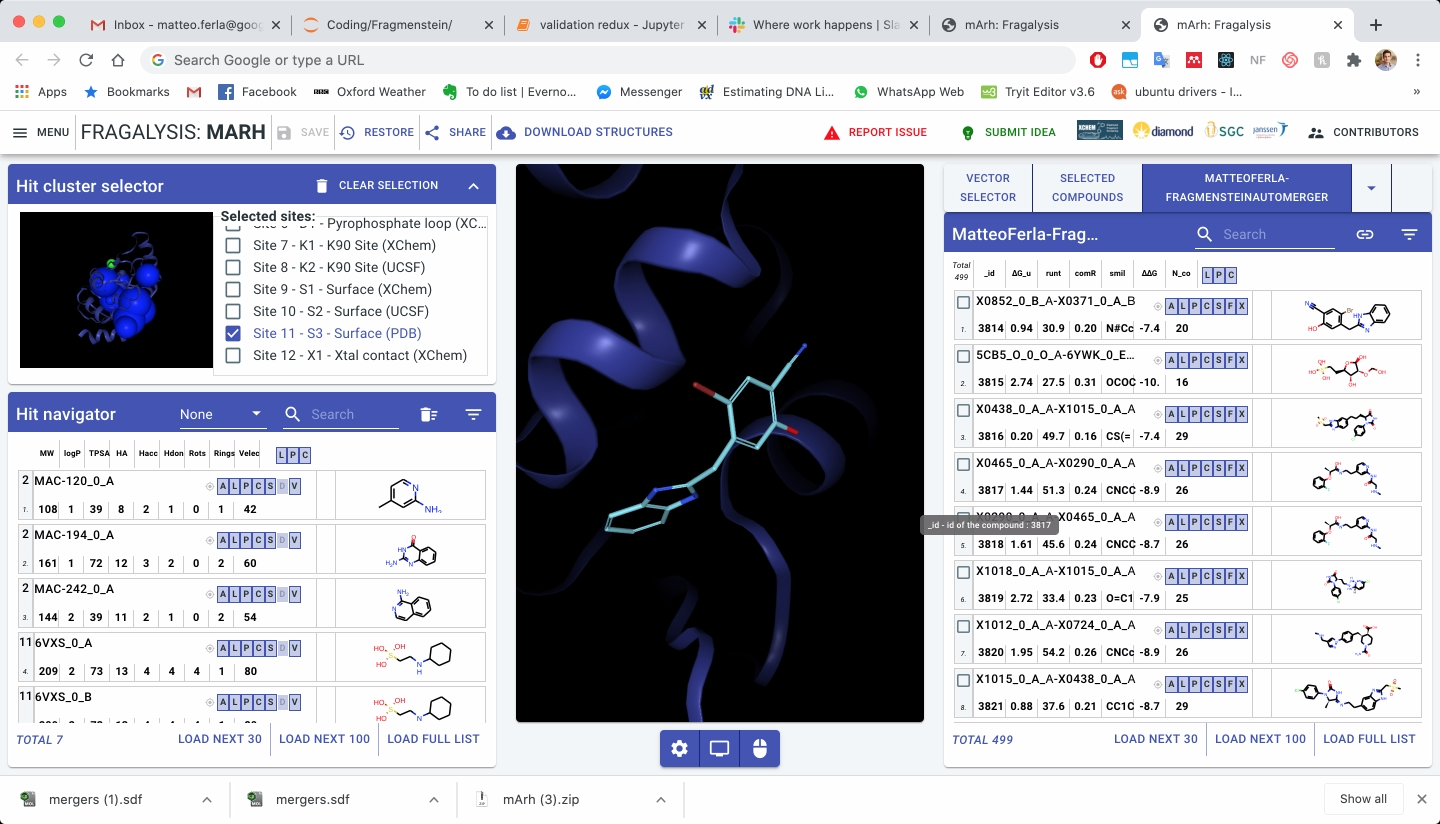 Inbox - matteo.ferla@goog
Coding/Fragmenstein/
validation redux - Jupyter
Where work happens | Sla
mArh: Fragalysis
mArh: Fragalysis
Search Google or type a URL
NF
Apps
Bookmarks
Facebook
Oxford Weather
To do list | Everno...
Messenger
Estimating DNA Li...
WhatsApp Web
Tryit Editor v3.6
ubuntu drivers - I...
»
MENU
FRAGALYSIS: MARH
SAVE
RESTORE
SHARE
DOWNLOAD STRUCTURES
REPORT ISSUE
SUBMIT IDEA
XCHEM
diamond
SGC
janssen
CONTRIBUTORS
Hit cluster selector
CLEAR SELECTION
Selected sites:
Pyrophosphate loop (XC...
Site 7 - K1 - K90 Site (XChem)
Site 8 - K2 - K90 Site (UCSF)
Site 9 - S1 - Surface (XChem)
Site 10 - S2 - Surface (UCSF)
Site 11 - S3 - Surface (PDB)
Site 12 - X1 - Xtal contact (XChem)
Hit navigator
None
Search
MW logP TPSA HA Hacc Hdon Rots Rings Velec L P C
2 MAC-120_0_A A L P C S D V
1. 108 1 39 8 2 1 0 1 42
N
NH₂
2 MAC-194_0_A A L P C S D V
2. 161 1 72 12 3 2 0 2 60
2 MAC-242_0_A A L P C S D V
3. 144 2 39 11 2 1 0 2 54
NH₂
N
11 6VXS_0_A A L P C S D V
4. 209 2 73 13 4 4 4 1 80
HO OH
HO S
N
H
11 6VXS_0_B A L P C S D V
HO OH
HO S
N
TOTAL 7
LOAD NEXT 30
LOAD NEXT 100
LOAD FULL LIST
VECTOR SELECTOR
SELECTED COMPOUNDS
MATTEOFERLA-FRAGMENSTEINAUTOMERGER
MatteoFerla-Frag...
Search
Total 499
_id ΔG_u runt comR smil ΔΔG N_co L P C
X0852_0_B_A-X0371_0_A_B A L P C S F X
1. 3814 0.94 30.9 0.20 N#Cc -7.4 20
5CB5_O_0_O_A-6YWK_0_E... A L P C S F X
2. 3815 2.74 27.5 0.31 OCOC -10. 16
X0438_0_A_A-X1015_0_A_A A L P C S F X
3. 3816 0.20 49.7 0.16 CS(= -7.4 29
X0465_0_A_A-X0290_0_A_A A L P C S F X
4. 3817 1.44 51.3 0.24 CNCC -8.9 26
X0290_0_A_A-X0465_0_A_A A L P C S F X
_id - id of the compound : 3817
5. 3818 1.61 45.6 0.24 CNCC -8.7 26
X1018_0_A_A-X1015_0_A_A A L P C S F X
6. 3819 2.72 33.4 0.23 O=C1 -7.9 25
X1012_0_A_A-X0724_0_A_A A L P C S F X
7. 3820 1.95 54.2 0.26 CNCc -8.9 26
X1015_0_A_A-X0438_0_A_A A L P C S F X
8. 3821 0.88 37.6 0.21 CC1C -8.7 29
TOTAL 499
LOAD NEXT 30
LOAD NEXT 100
LOAD FULL LIST
mergers (1).sdf
mergers.sdf
mArh (3).zip
Show all